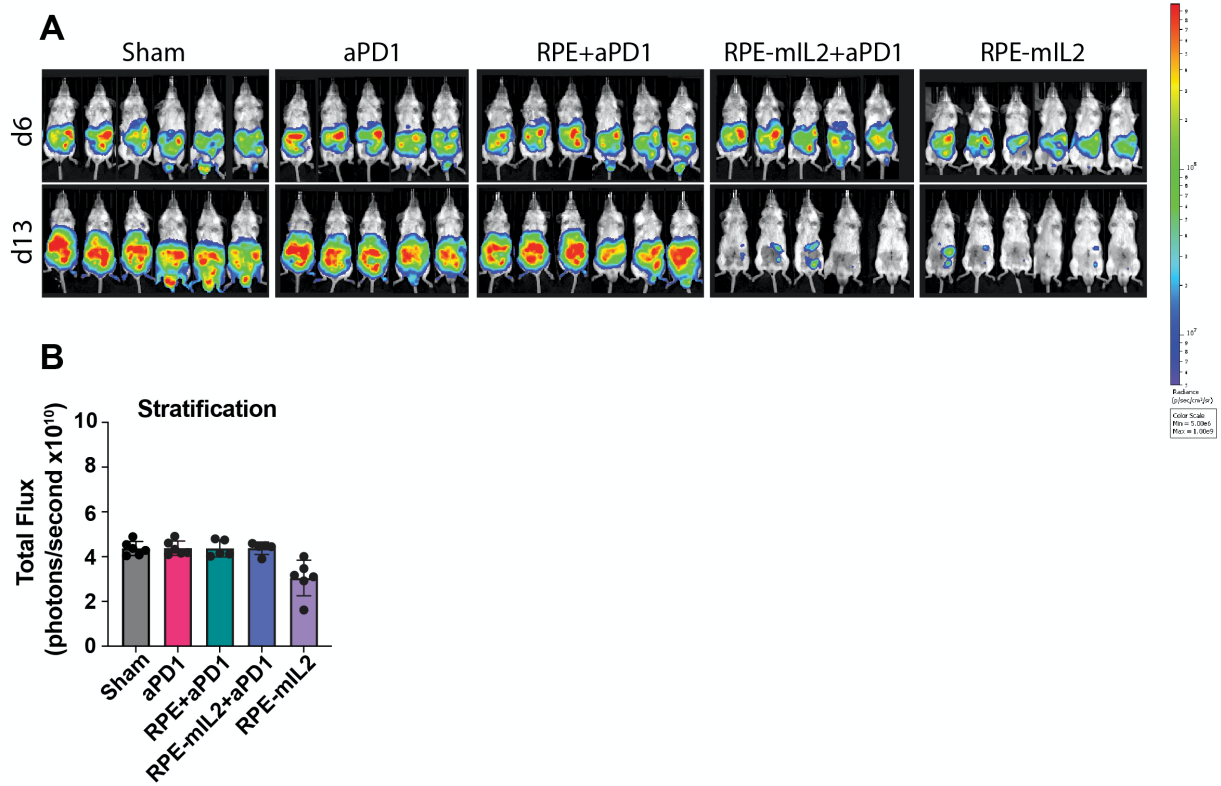 A
Sham aPD1 RPE+aPD1 RPE-mIL2+aPD1 RPE-mIL2
d6
d13
10⁸
10⁷
Radiance
(p/sec/cm²/sr)
Color Scale
Min = 5.00e6
Max = 1.00e9
B
Stratification
Total Flux
(photons/second x10¹⁰)
10
8
6
4
2
0
Sham
aPD1
RPE+aPD1
RPE-mIL2+aPD1
RPE-mIL2